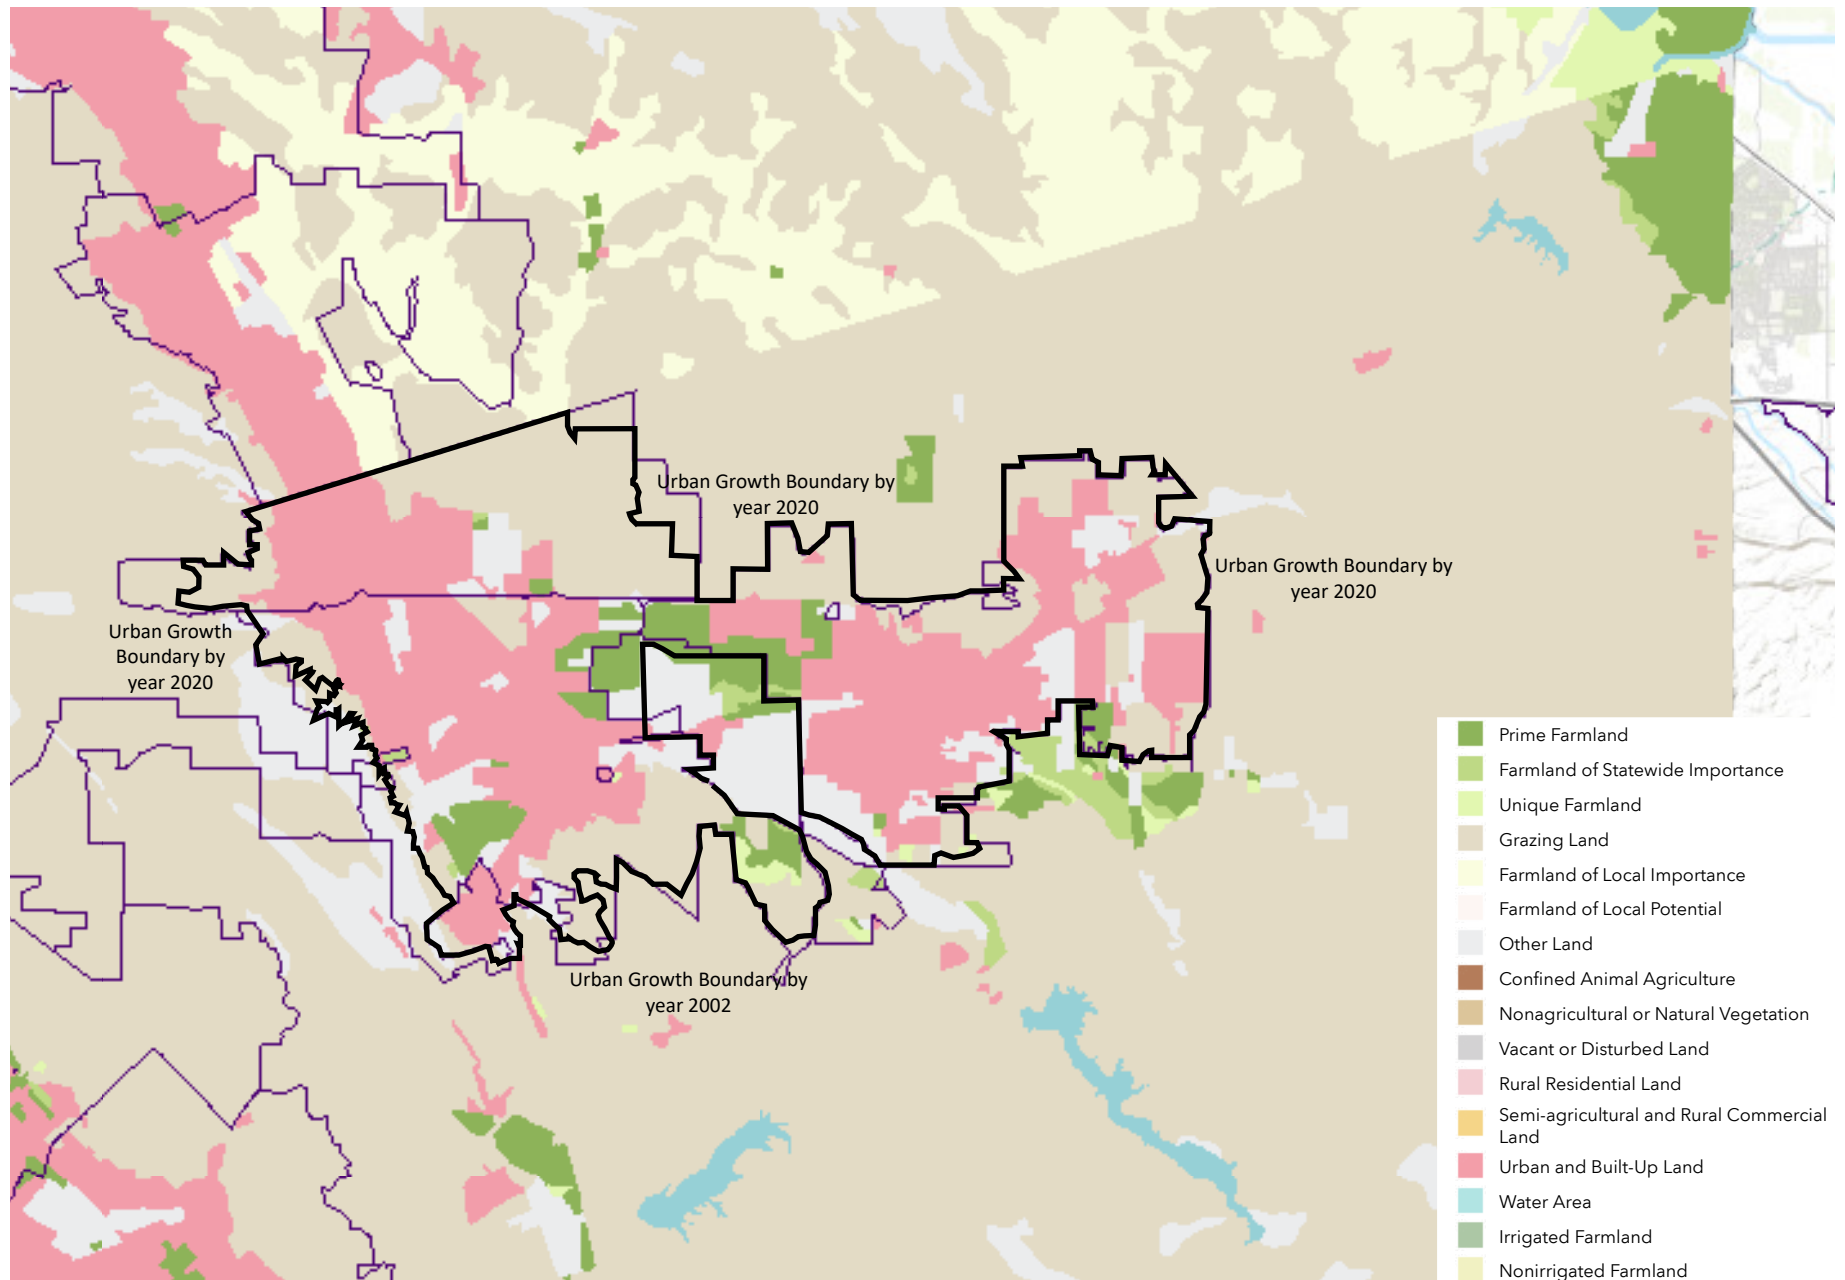 Urban Growth Boundary by
year 2020
Urban Growth Boundary by
year 2020
Urban Growth
Boundary by
year 2020
Urban Growth Boundary by
year 2002
Prime Farmland
Farmland of Statewide Importance
Unique Farmland
Grazing Land
Farmland of Local Importance
Farmland of Local Potential
Other Land
Confined Animal Agriculture
Nonagricultural or Natural Vegetation
Vacant or Disturbed Land
Rural Residential Land
Semi-agricultural and Rural Commercial
Land
Urban and Built-Up Land
Water Area
Irrigated Farmland
Nonirrigated Farmland